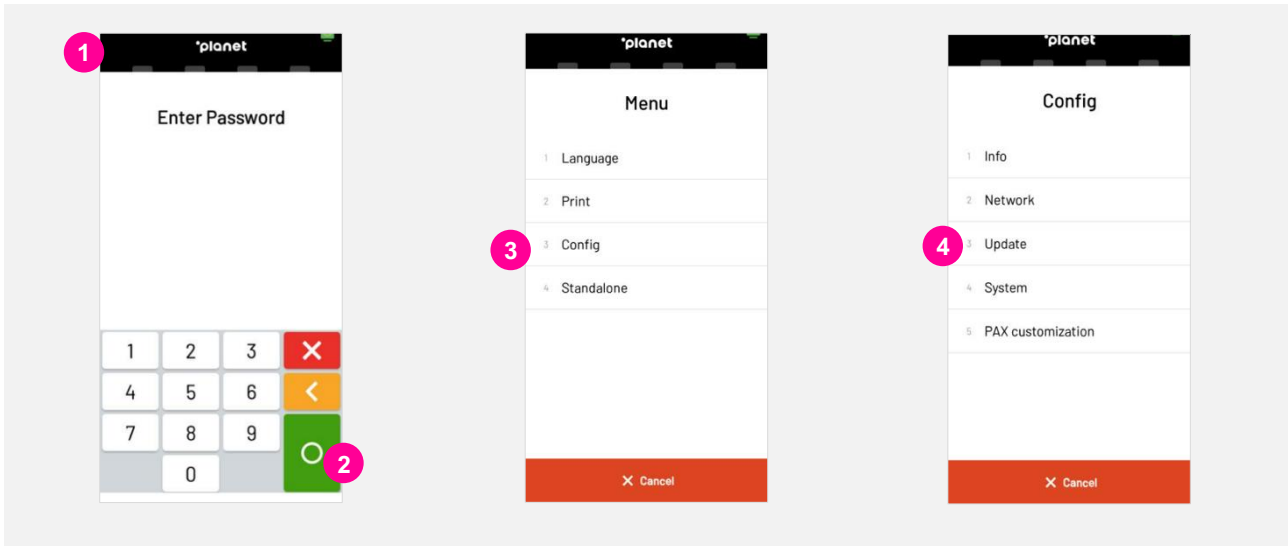 1
planet
Enter Password
1 2 3
4 5 6
7 8 9
0
2
planet
Menu
1 Language
2 Print
3
3 Config
4 Standalone
Cancel
planet
Config
1 Info
2 Network
4
3 Update
4 System
5 PAX customization
Cancel